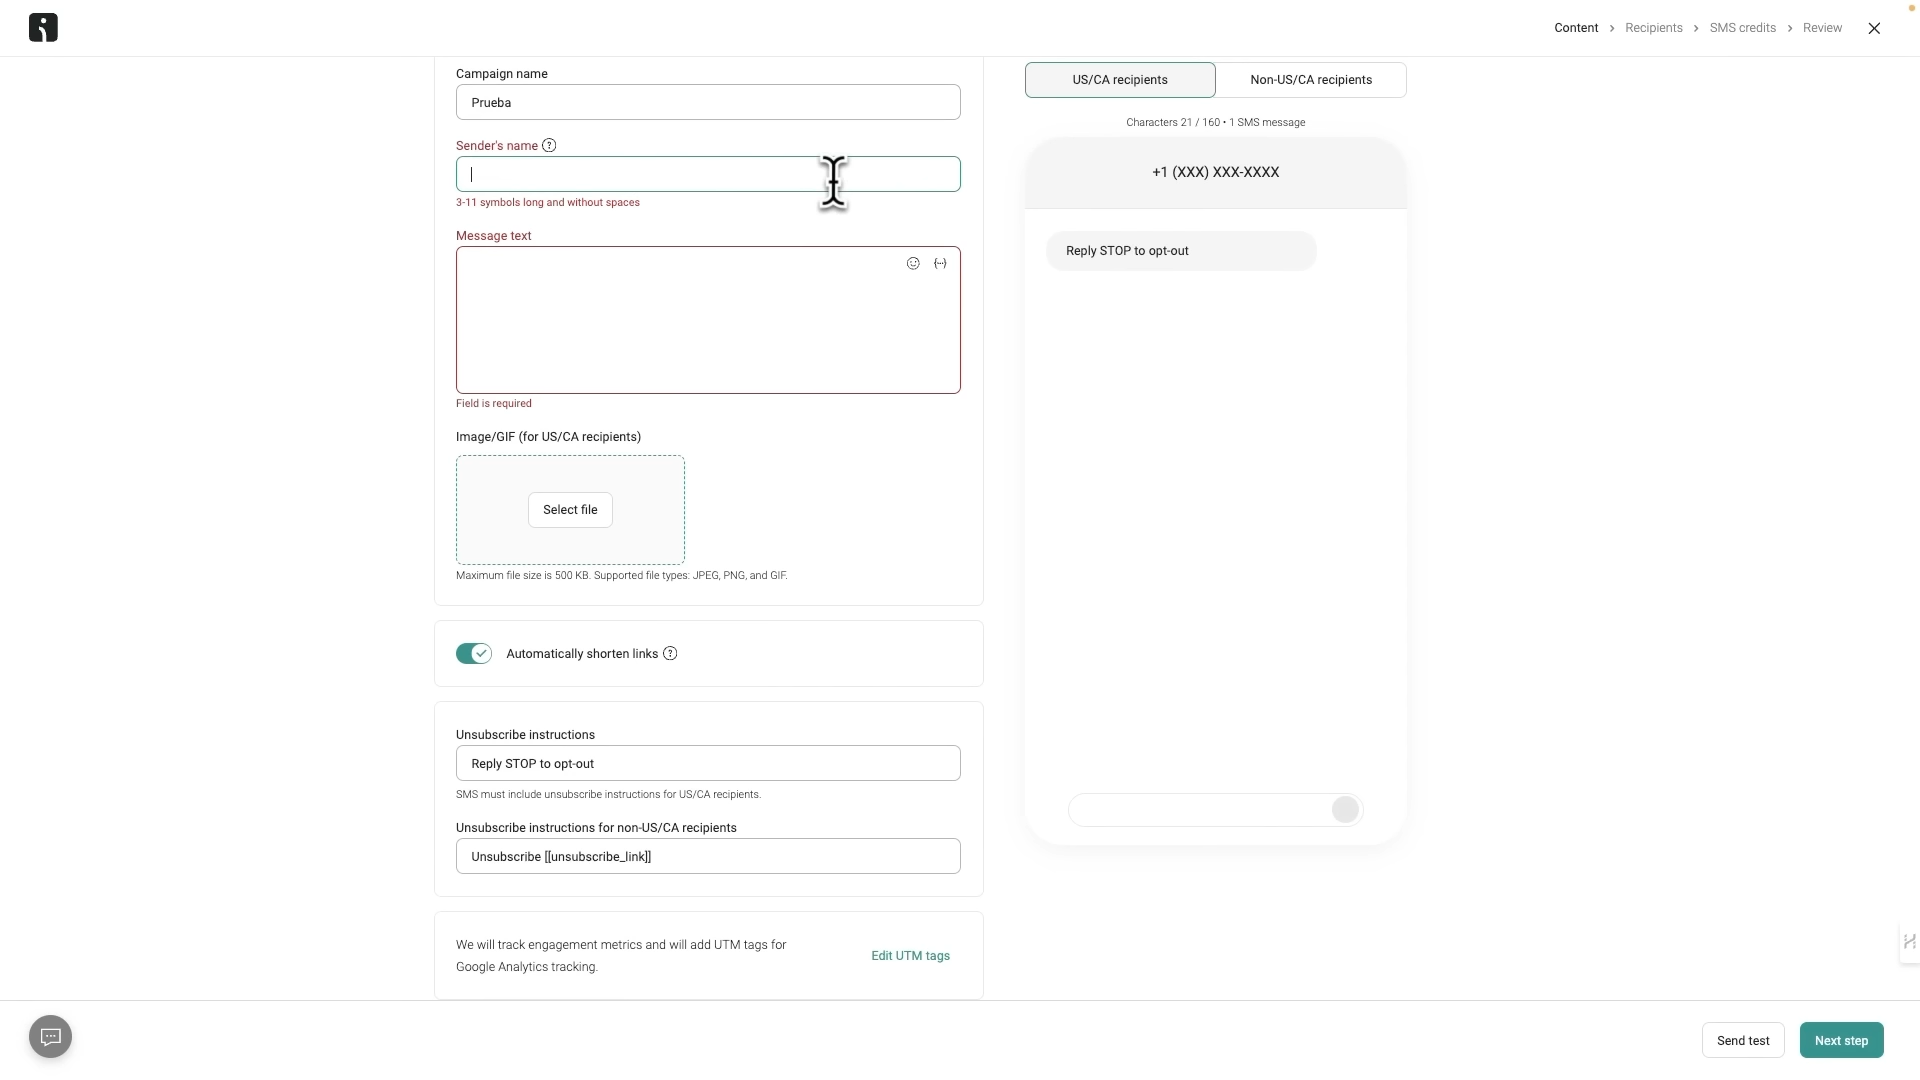 Content > Recipients > SMS credits > Review
Campaign name
Prueba
Sender's name ?
3-11 symbols long and without spaces
Message text
Field is required
Image/GIF (for US/CA recipients)
Select file
Maximum file size is 500 KB. Supported file types: JPEG, PNG, and GIF.
Automatically shorten links ?
Unsubscribe instructions
Reply STOP to opt-out
SMS must include unsubscribe instructions for US/CA recipients.
Unsubscribe instructions for non-US/CA recipients
Unsubscribe [[unsubscribe_link]]
We will track engagement metrics and will add UTM tags for
Google Analytics tracking.
Edit UTM tags
US/CA recipients
Non-US/CA recipients
Characters 21 / 160 • 1 SMS message
+1 (XXX) XXX-XXXX
Reply STOP to opt-out
Send test
Next step